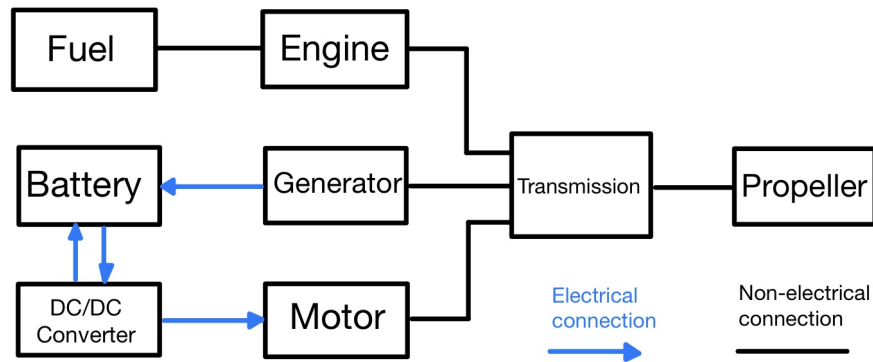 Fuel
Engine
Battery
Generator
Transmission
Propeller
DC/DC
Converter
Motor
Electrical
connection
Non-electrical
connection